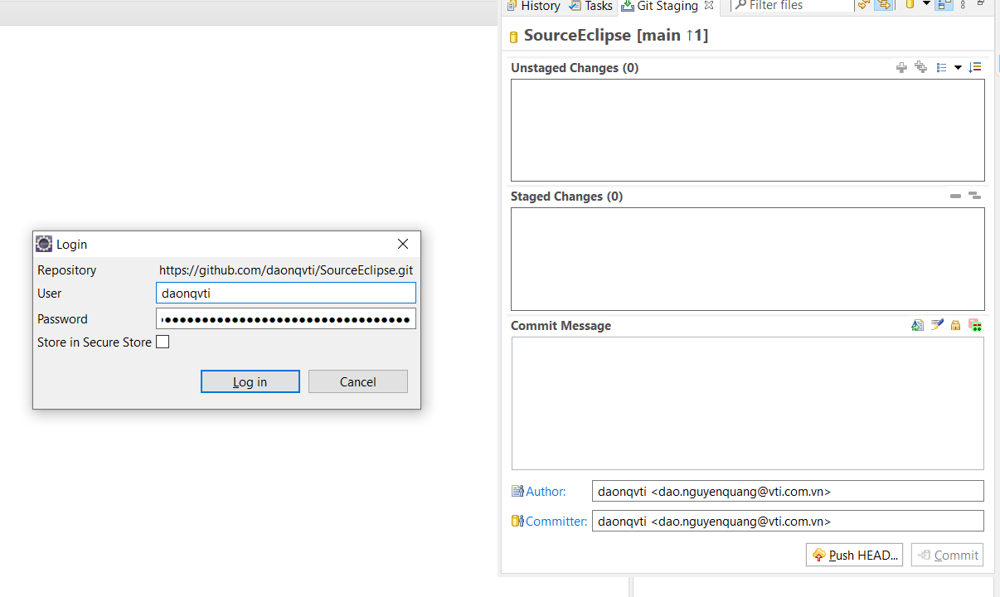 History Tasks Git Staging Filter files
SourceEclipse [main ↑1]
Unstaged Changes (0)
Staged Changes (0)
Login
Repository https://github.com/daonqvti/SourceEclipse.git
User daonqvti
Password ●●●●●●●●●●●●●●●●●●●●●●●●●●●●●●●●●●
Store in Secure Store
Log in Cancel
Commit Message
Author: daonqvti <dao.nguyenquang@vti.com.vn>
Committer: daonqvti <dao.nguyenquang@vti.com.vn>
Push HEAD... Commit